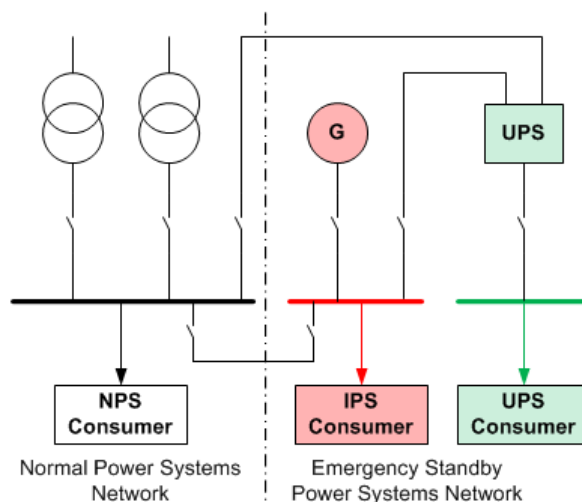 G
UPS
NPS
Consumer
IPS
Consumer
UPS
Consumer
Normal Power Systems
Network
Emergency Standby
Power Systems Network